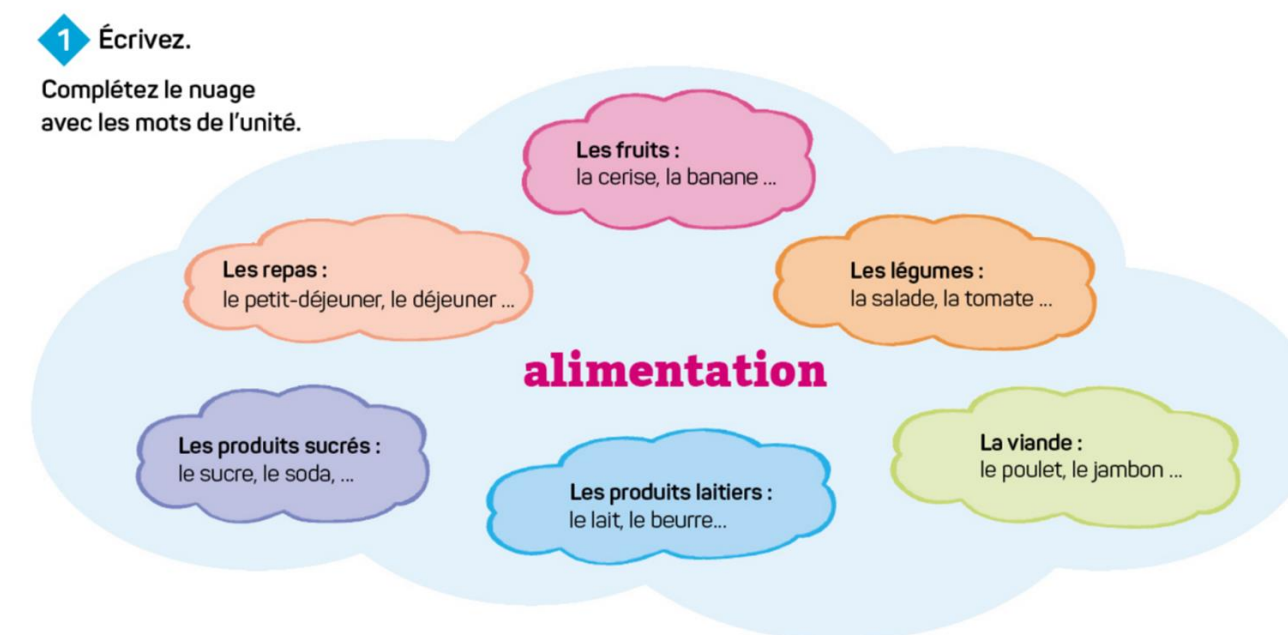 1 Écrivez.
Complétez le nuage
avec les mots de l'unité.
Les fruits :
la cerise, la banane ...
Les repas :
le petit-déjeuner, le déjeuner ...
Les légumes :
la salade, la tomate ...
alimentation
Les produits sucrés :
le sucre, le soda, ...
Les produits laitiers :
le lait, le beurre...
La viande :
le poulet, le jambon ...